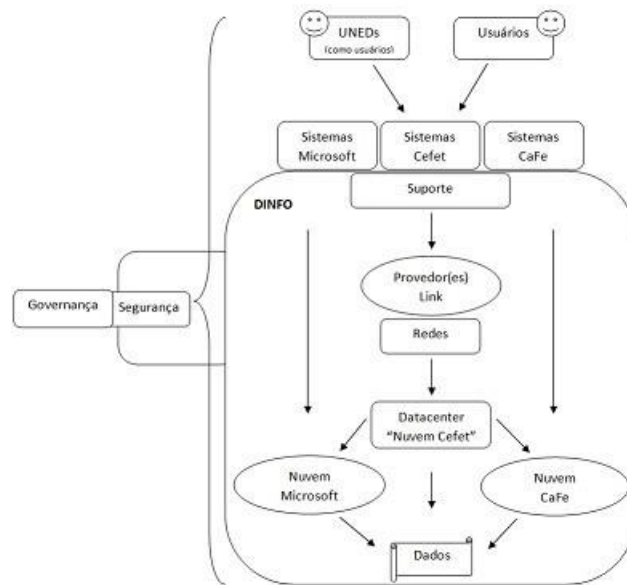 UNEDs
(como usuários)
Usuários
Sistemas
Microsoft
Sistemas
Cefet
Sistemas
CaFe
Suporte
DINFO
Provedor(es)
Link
Governança
Segurança
Redes
Datacenter
“Nuvem Cefet”
Nuvem
Microsoft
Nuvem
CaFe
Dados